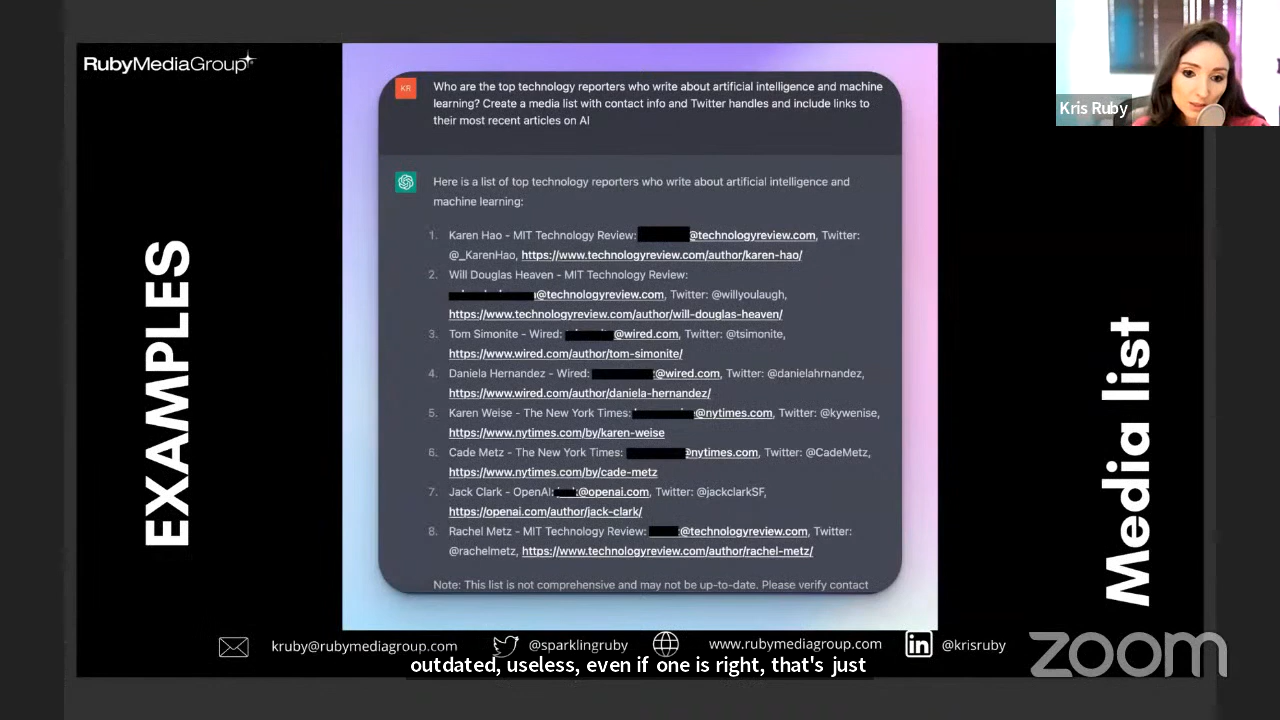 RubyMediaGroup
Kris Ruby
KR
Who are the top technology reporters who write about artificial intelligence and machine
learning? Create a media list with contact info and Twitter handles and include links to
their most recent articles on AI
Here is a list of top technology reporters who write about artificial intelligence and
machine learning:
1. Karen Hao - MIT Technology Review: @technologyreview.com, Twitter:
@_KarenHao, https://www.technologyreview.com/author/karen-hao/
2. Will Douglas Heaven - MIT Technology Review:
@technologyreview.com, Twitter: @willyoulaugh,
https://www.technologyreview.com/author/will-douglas-heaven/
3. Tom Simonite - Wired: @wired.com, Twitter: @tsimonite,
https://www.wired.com/author/tom-simonite/
4. Daniela Hernandez - Wired: @wired.com, Twitter: @danielahrnandez,
https://www.wired.com/author/daniela-hernandez/
5. Karen Weise - The New York Times: @nytimes.com, Twitter: @kywenise,
https://www.nytimes.com/by/karen-weise
6. Cade Metz - The New York Times: @nytimes.com, Twitter: @CadeMetz,
https://www.nytimes.com/by/cade-metz
7. Jack Clark - OpenAI: @openai.com, Twitter: @jackclarkSF,
https://openai.com/author/jack-clark/
8. Rachel Metz - MIT Technology Review: @technologyreview.com, Twitter:
@rachelmetz, https://www.technologyreview.com/author/rachel-metz/
Note: This list is not comprehensive and may not be up-to-date. Please verify contact
EXAMPLES
Media list
kruby@rubymediagroup.com @sparklingruby www.rubymediagroup.com in @krisruby
outdated, useless, even if one is right, that's just
zoom